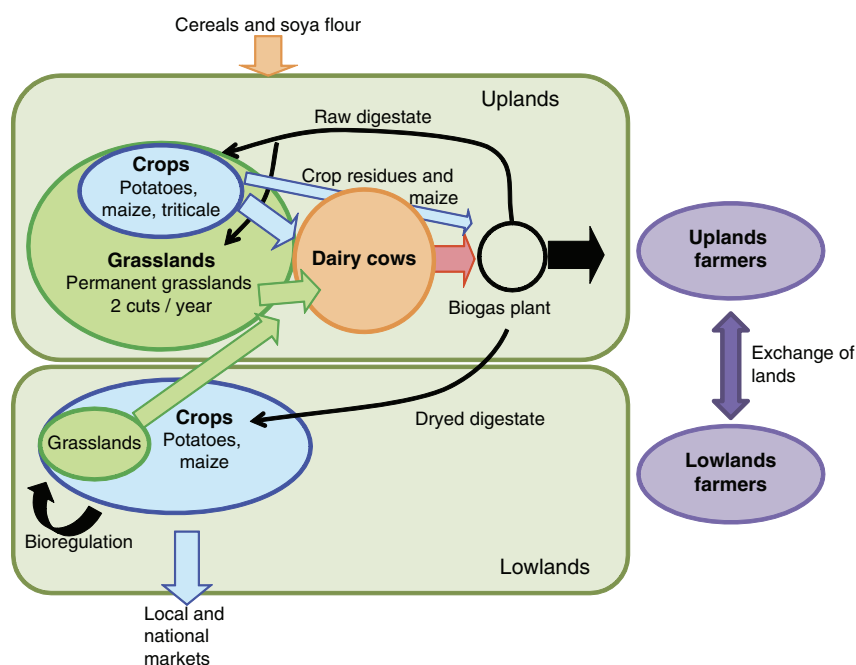 Cereals and soya flour
Uplands
Raw digestate
Crops
Potatoes,
maize, triticale
Crop residues and
maize
Grasslands
Permanent grasslands
2 cuts / year
Dairy cows
Biogas plant
Uplands
farmers
Exchange of
lands
Crops
Potatoes,
maize
Grasslands
Dryed digestate
Lowlands
farmers
Bioregulation
Lowlands
Local and
national
markets